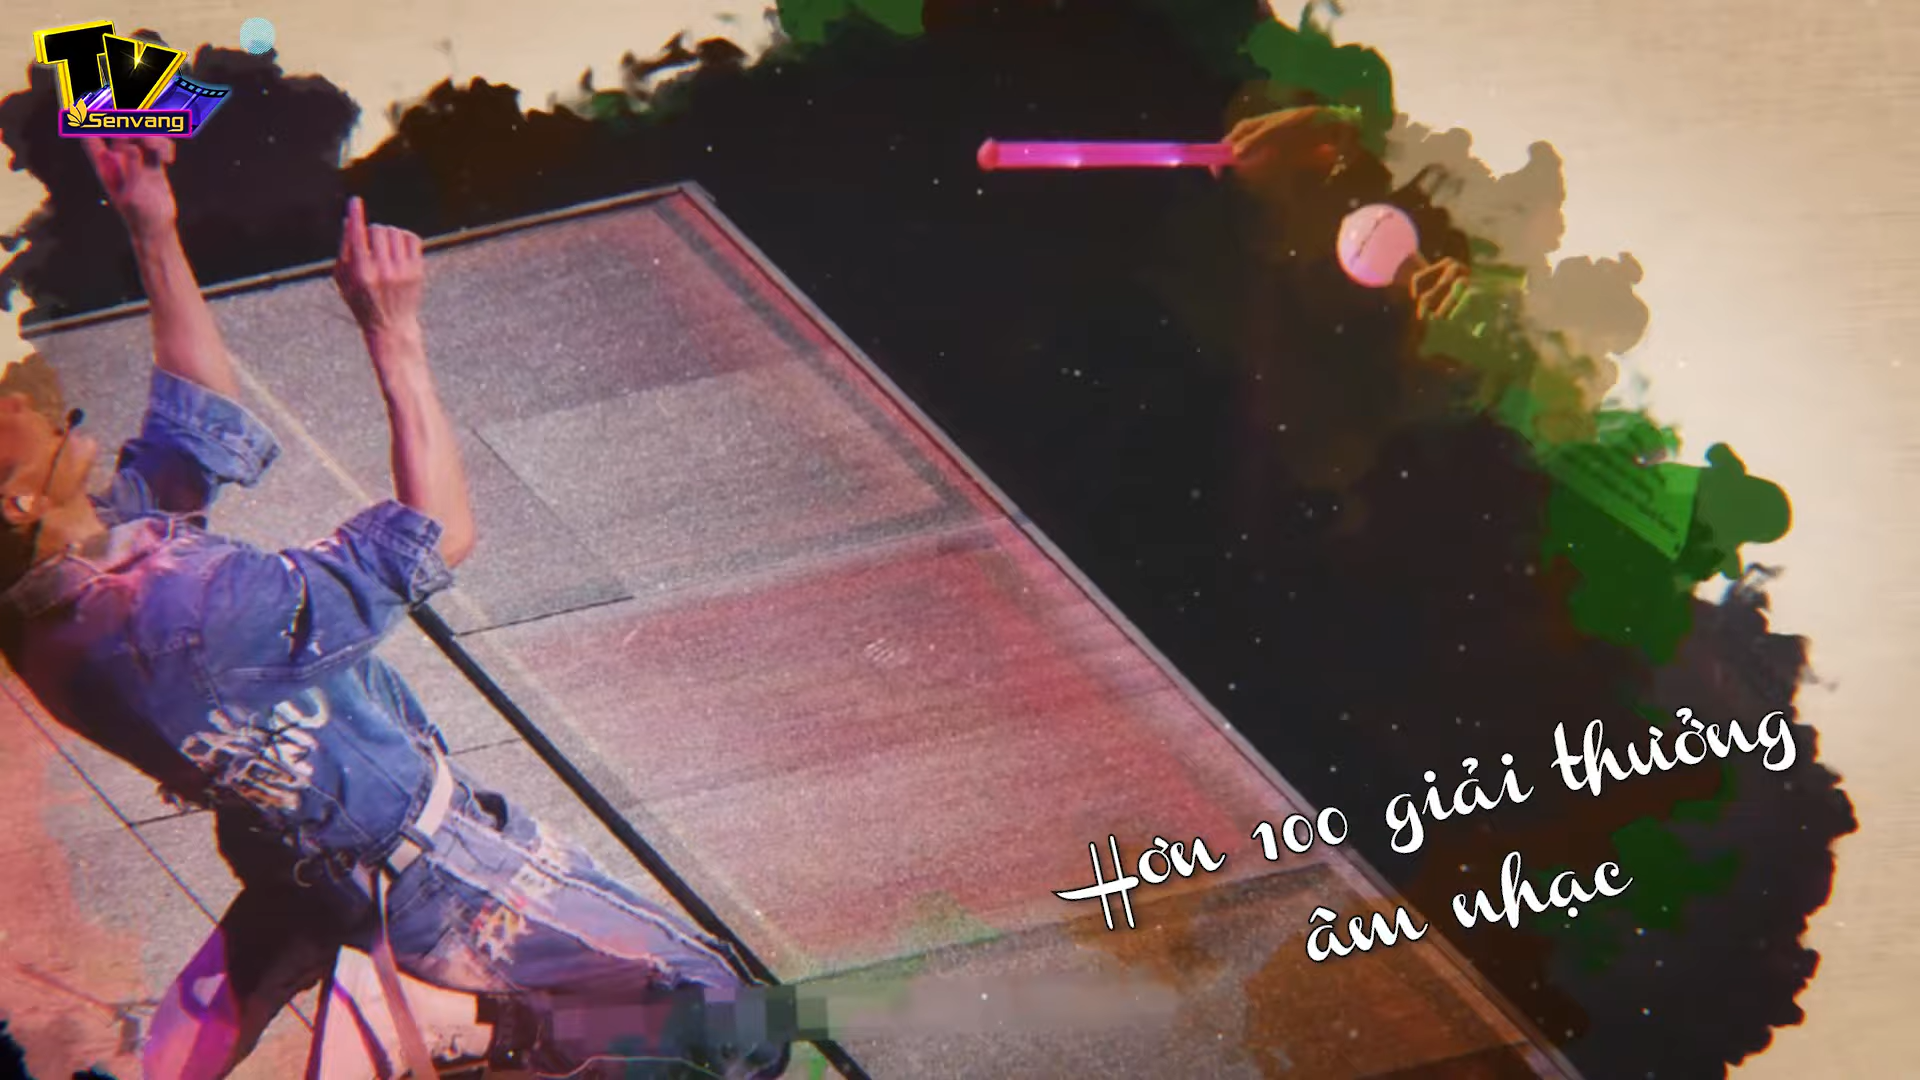 TV
Senvang
Hơn 100 giải thưởng
âm nhạc